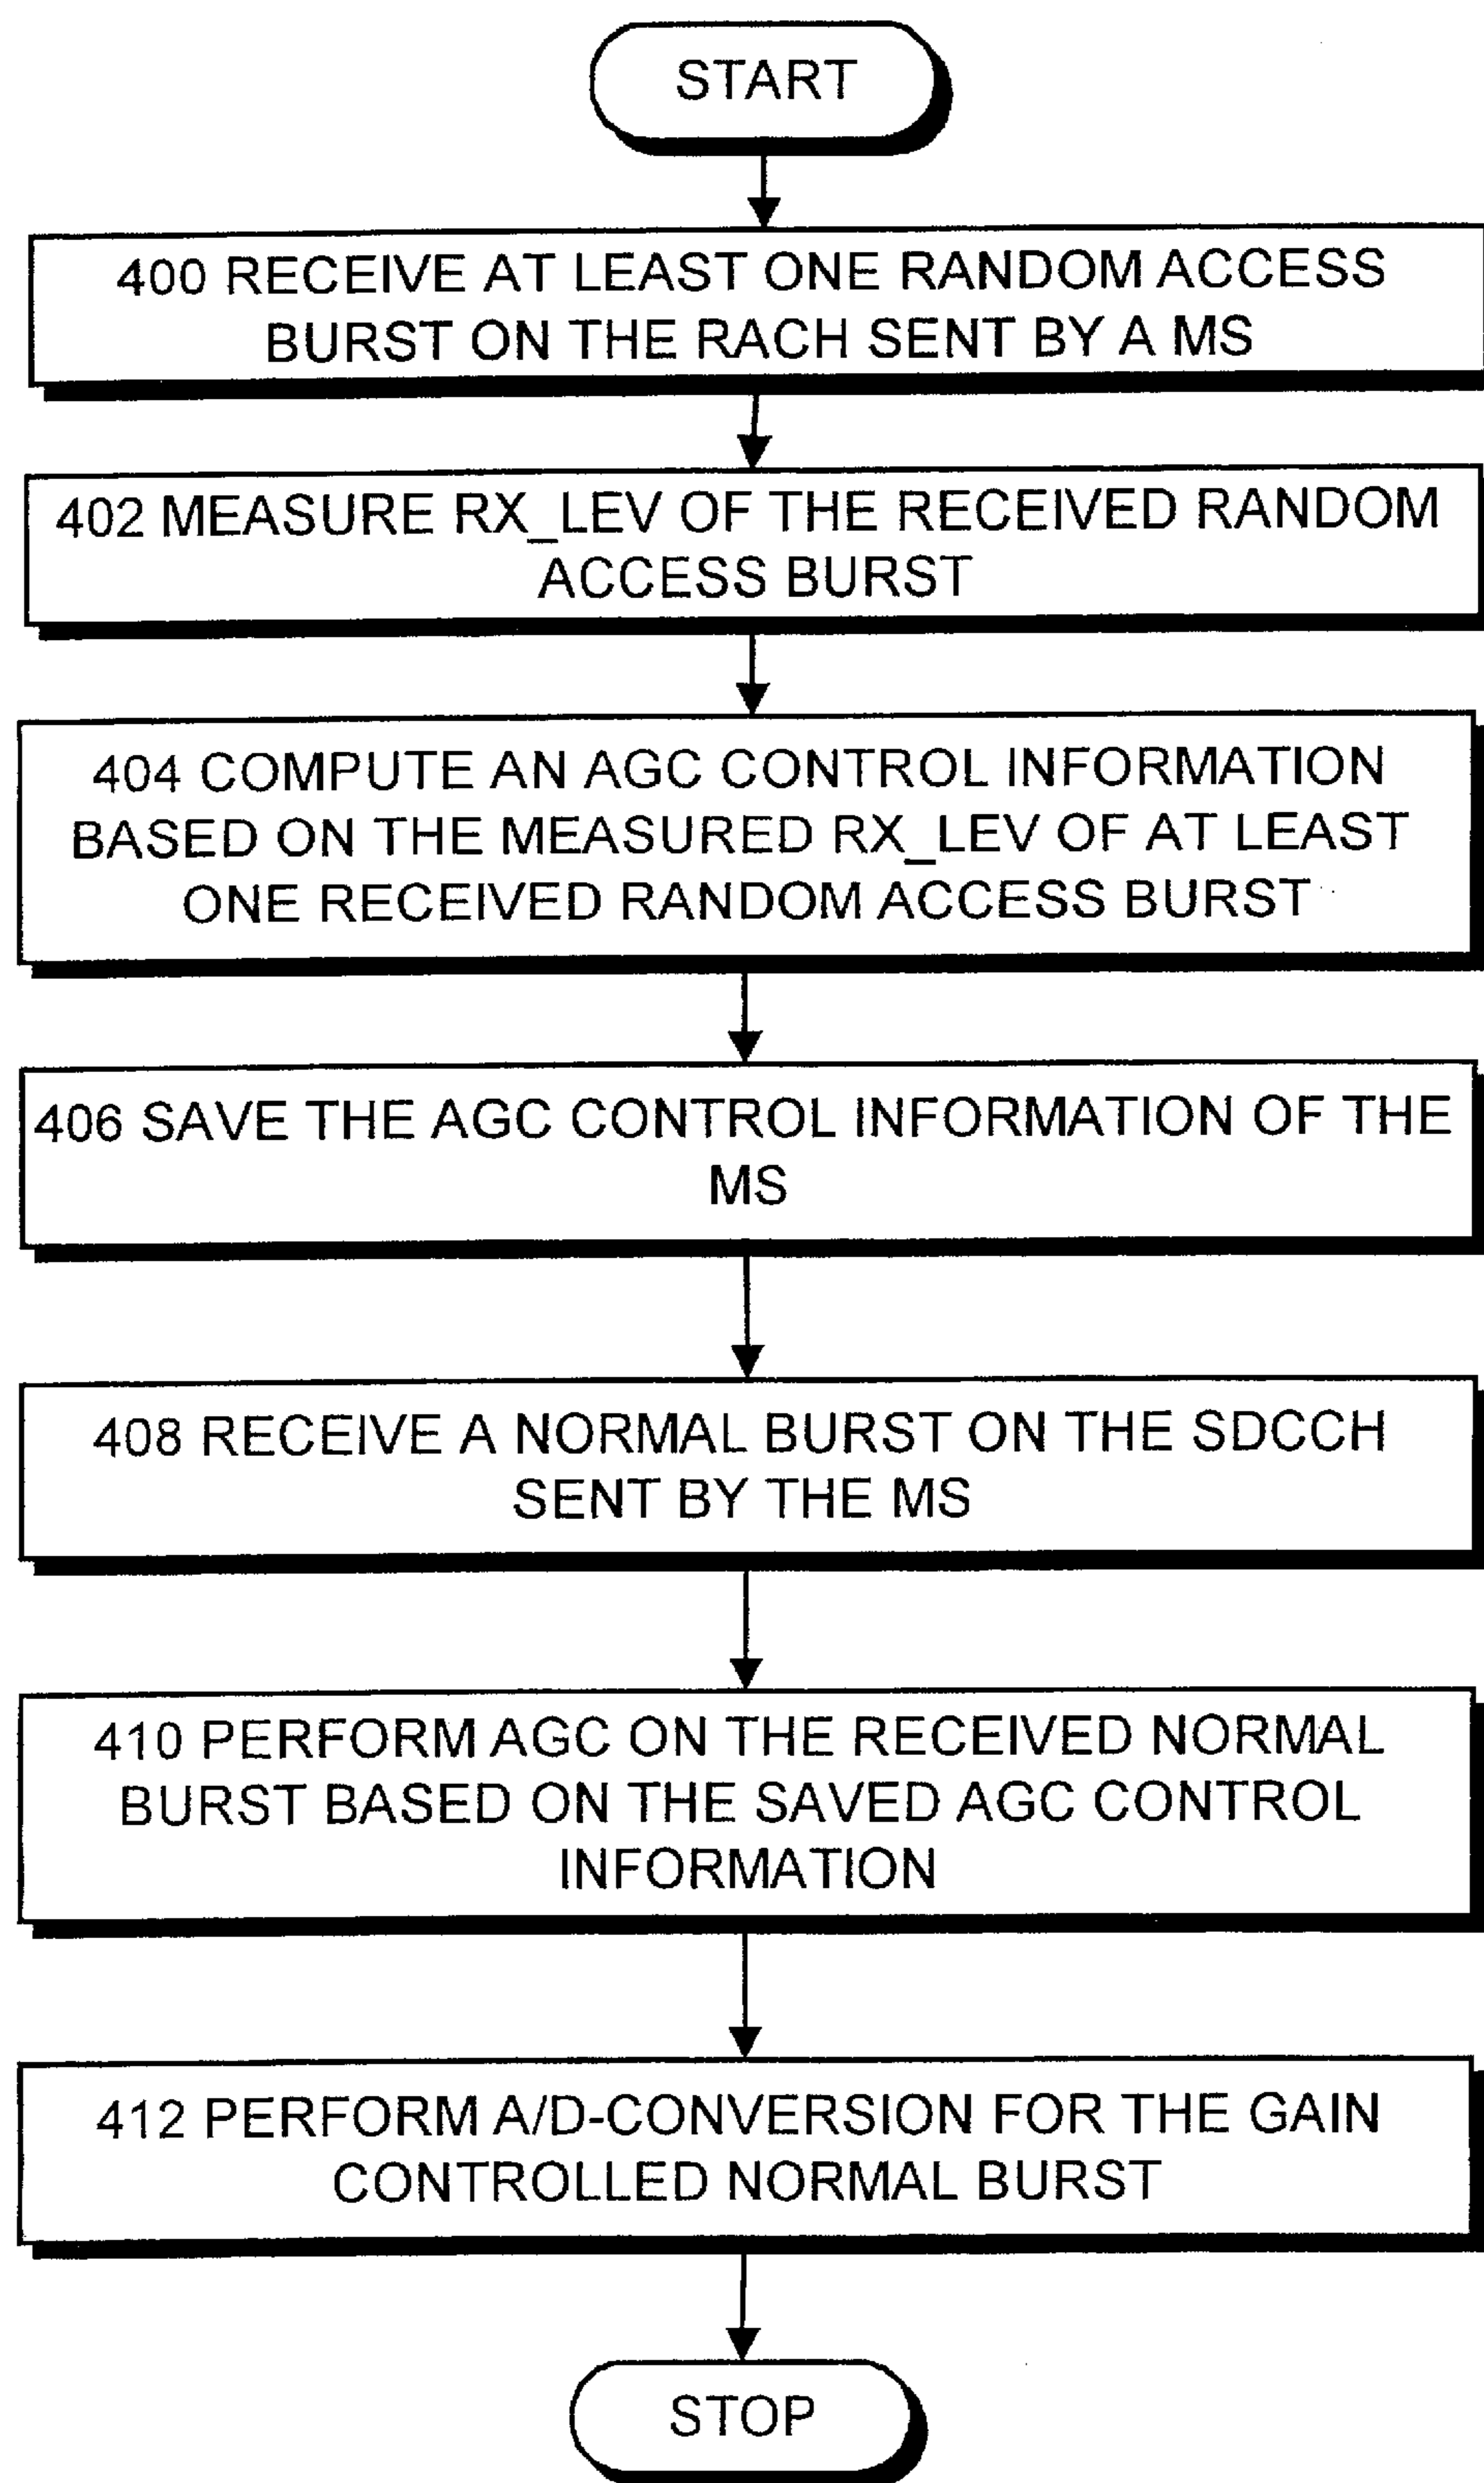 START
400 RECEIVE AT LEAST ONE RANDOM ACCESS
BURST ON THE RACH SENT BY A MS
402 MEASURE RX_LEV OF THE RECEIVED RANDOM
ACCESS BURST
404 COMPUTE AN AGC CONTROL INFORMATION
BASED ON THE MEASURED RX_LEV OF AT LEAST
ONE RECEIVED RANDOM ACCESS BURST
406 SAVE THE AGC CONTROL INFORMATION OF THE
MS
408 RECEIVE A NORMAL BURST ON THE SDCCH
SENT BY THE MS
410 PERFORM AGC ON THE RECEIVED NORMAL
BURST BASED ON THE SAVED AGC CONTROL
INFORMATION
412 PERFORM A/D-CONVERSION FOR THE GAIN
CONTROLLED NORMAL BURST
STOP